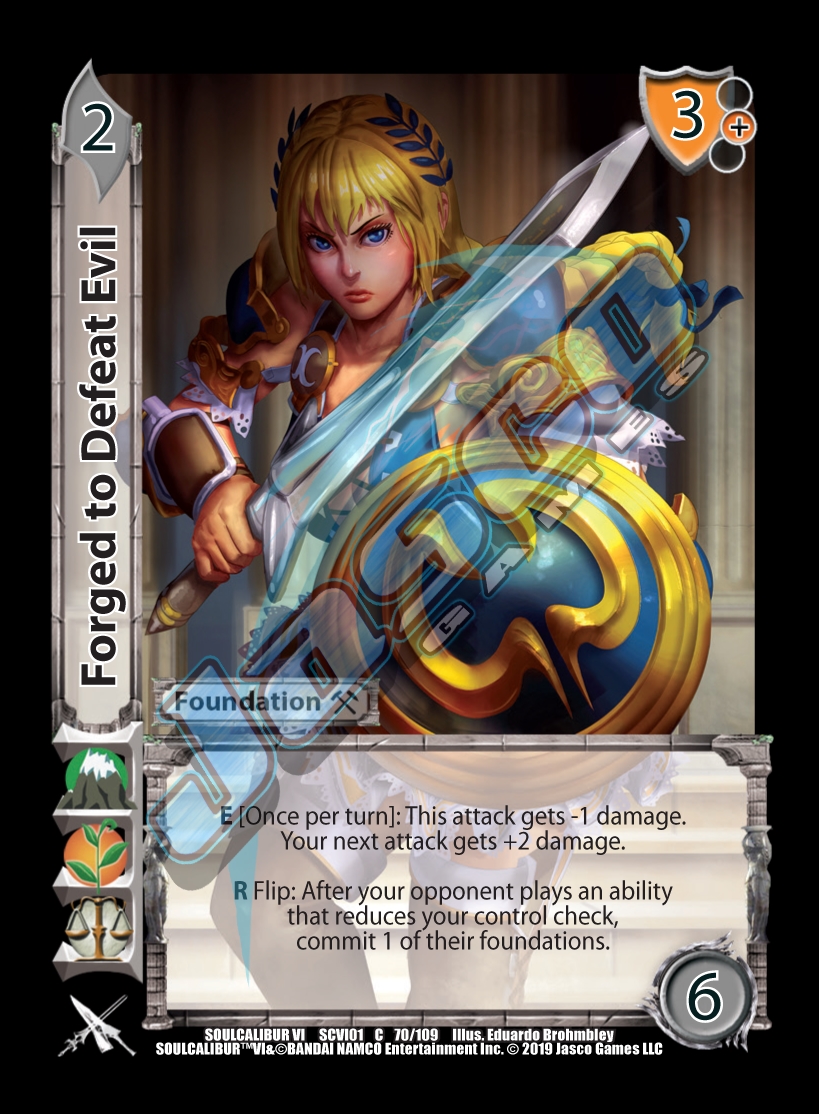 2
3
+
Forged to Defeat Evil
JASCO
GAMES
Foundation
E [Once per turn]: This attack gets -1 damage.
Your next attack gets +2 damage.
R Flip: After your opponent plays an ability
that reduces your control check,
commit 1 of their foundations.
6
SOULCALIBUR VI SCVI01 C 70/109 Illus. Eduardo Brohmbley
SOULCALIBUR™VI&©BANDAI NAMCO Entertainment Inc. © 2019 Jasco Games LLC